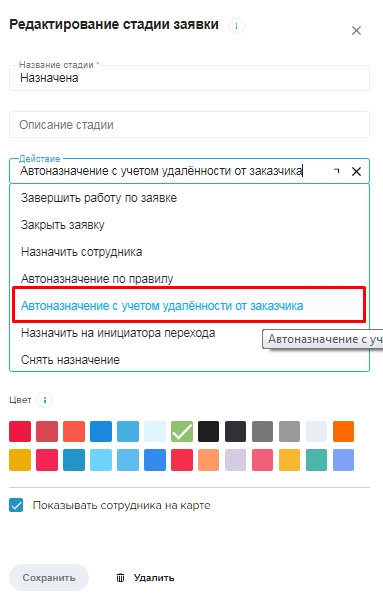 Редактирование стадии заявки i
Название стадии *
Назначена
Описание стадии
Действие
Автоназначение с учетом удалённости от заказчика
Завершить работу по заявке
Закрыть заявку
Назначить сотрудника
Автоназначение по правилу
Автоназначение с учетом удалённости от заказчика
Назначить на инициатора перехода
Автоназначение с уч
Снять назначение
Цвет i
Показывать сотрудника на карте
Сохранить Удалить